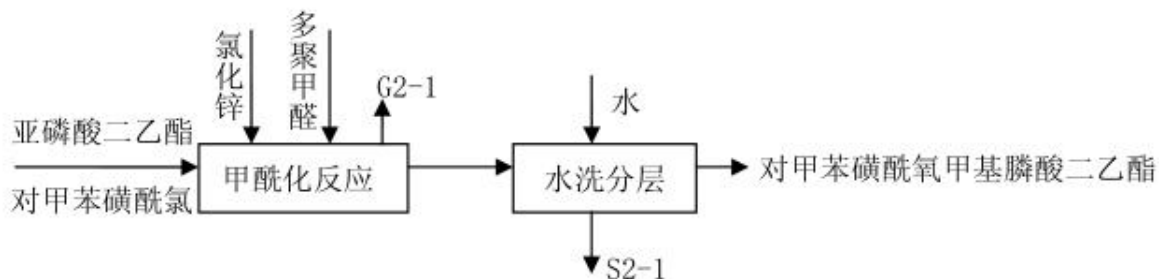 氯化锌
多聚甲醛
G2-1
水
亚磷酸二乙酯
对甲苯磺酰氯
甲酰化反应
水洗分层
对甲苯磺酰氧甲基膦酸二乙酯
S2-1